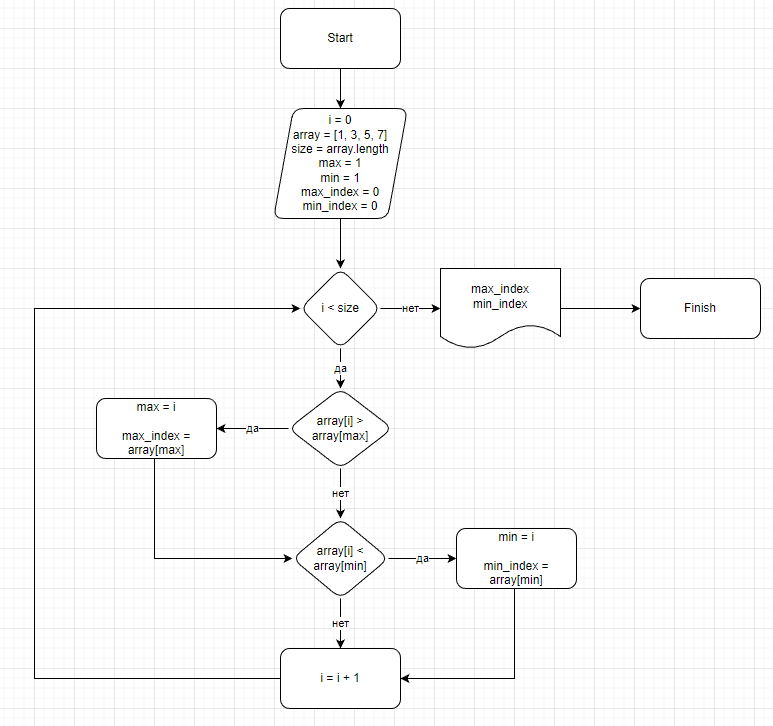 Start
i = 0
array = [1, 3, 5, 7]
size = array.length
max = 1
min = 1
max_index = 0
min_index = 0
i < size
нет
max_index
min_index
Finish
да
array[i] >
array[max]
да
max = i
max_index =
array[max]
нет
array[i] <
array[min]
да
min = i
min_index =
array[min]
нет
i = i + 1